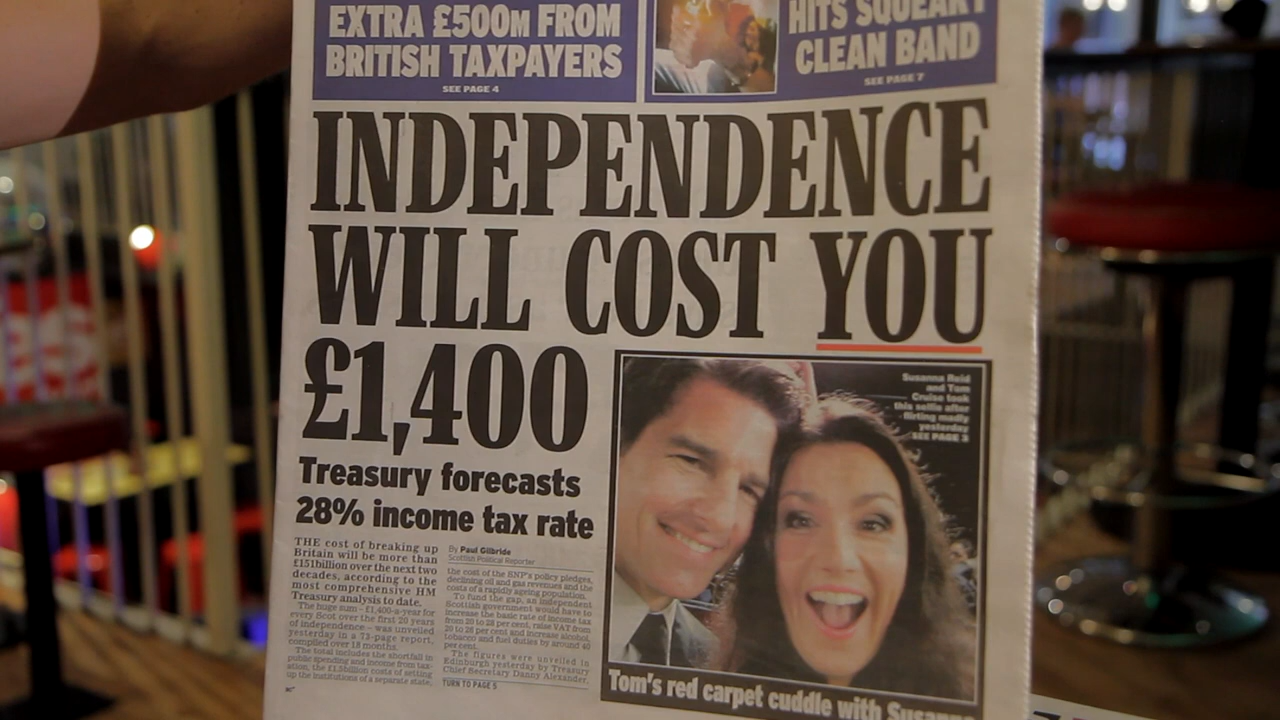 EXTRA £500M FROM
BRITISH TAXPAYERS
SEE PAGE 4
HITS SQUEAKY
CLEAN BAND
SEE PAGE 7
INDEPENDENCE
WILL COST YOU
£1,400
Treasury forecasts
28% income tax rate
THE cost of breaking up
Britain will be more than
£151billion over the next two
decades, according to the
most comprehensive HM
Treasury analysis to date.
The huge sum – £1,400-a-year for
every Scot over the first 20 years
of independence – was unveiled
yesterday in a 73-page report,
compiled over 18 months.
The total includes the shortfall in
public spending and income from tax-
ation, the £1.5billion costs of setting
up the institutions of a separate state,
By Paul Gilbride
Scottish Political Reporter
the cost of the SNP's policy pledges,
declining oil and gas revenues and the
costs of a rapidly ageing population.
To fund the gap, an independent
Scottish government would have to
increase the basic rate of income tax
from 20 to 28 per cent, raise VAT from
20 to 26 per cent and increase alcohol,
tobacco and fuel duties by around 40
per cent.
The figures were unveiled in
Edinburgh yesterday by Treasury
Chief Secretary Danny Alexander,
TURN TO PAGE 5
Susanna Reid
and Tom
Cruise took
this selfie after
flirting madly
yesterday
SEE PAGE 3
Tom's red carpet cuddle with Susanna